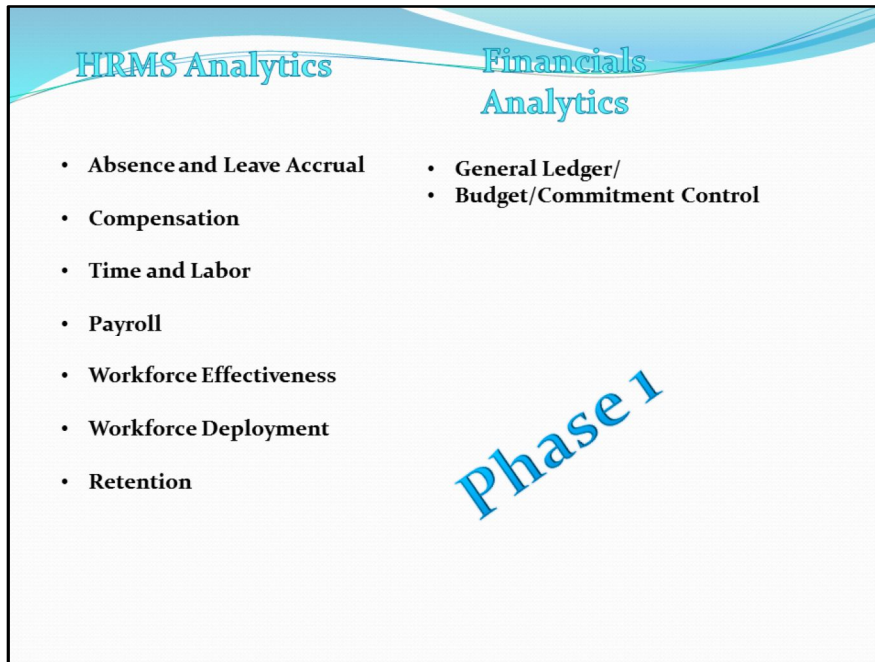 HRMS Analytics
• Absence and Leave Accrual
• Compensation
• Time and Labor
• Payroll
• Workforce Effectiveness
• Workforce Deployment
• Retention
Financials
Analytics
• General Ledger/
• Budget/Commitment Control
Phase 1